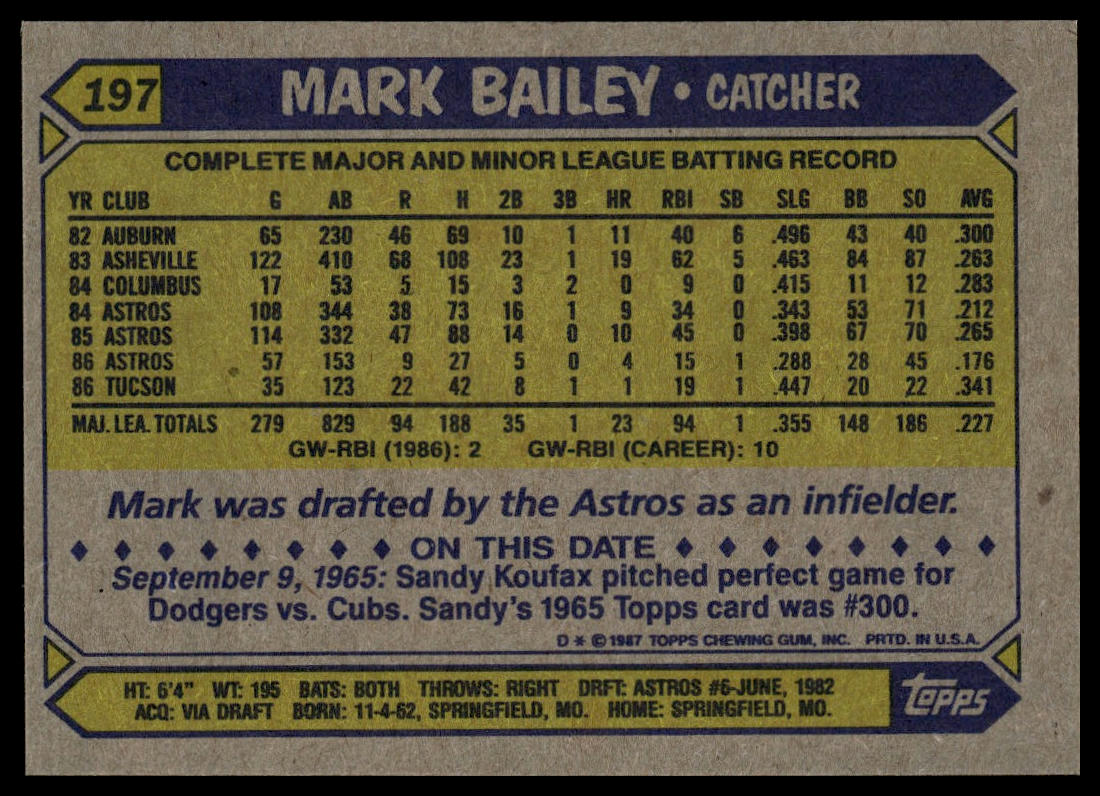 197 MARK BAILEY • CATCHER
COMPLETE MAJOR AND MINOR LEAGUE BATTING RECORD
YR CLUB G AB R H 2B 3B HR RBI SB SLG BB SO AVG
82 AUBURN 65 230 46 69 10 1 11 40 6 .496 43 40 .300
83 ASHEVILLE 122 410 68 108 23 1 19 62 5 .463 84 87 .263
84 COLUMBUS 17 53 5 15 3 2 0 9 0 .415 11 12 .283
84 ASTROS 108 344 38 73 16 1 9 34 0 .343 53 71 .212
85 ASTROS 114 332 47 88 14 0 10 45 0 .398 67 70 .265
86 ASTROS 57 153 9 27 5 0 4 15 1 .288 28 45 .176
86 TUCSON 35 123 22 42 8 1 1 19 1 .447 20 22 .341
MAJ. LEA. TOTALS 279 829 94 188 35 1 23 94 1 .355 148 186 .227
GW-RBI (1986): 2 GW-RBI (CAREER): 10
Mark was drafted by the Astros as an infielder.
ON THIS DATE
September 9, 1965: Sandy Koufax pitched perfect game for
Dodgers vs. Cubs. Sandy's 1965 Topps card was #300.
D * © 1987 TOPPS CHEWING GUM, INC. PRTD. IN U.S.A.
HT: 6'4" WT: 195 BATS: BOTH THROWS: RIGHT DRFT: ASTROS #6-JUNE, 1982
ACQ: VIA DRAFT BORN: 11-4-62, SPRINGFIELD, MO. HOME: SPRINGFIELD, MO.
topps